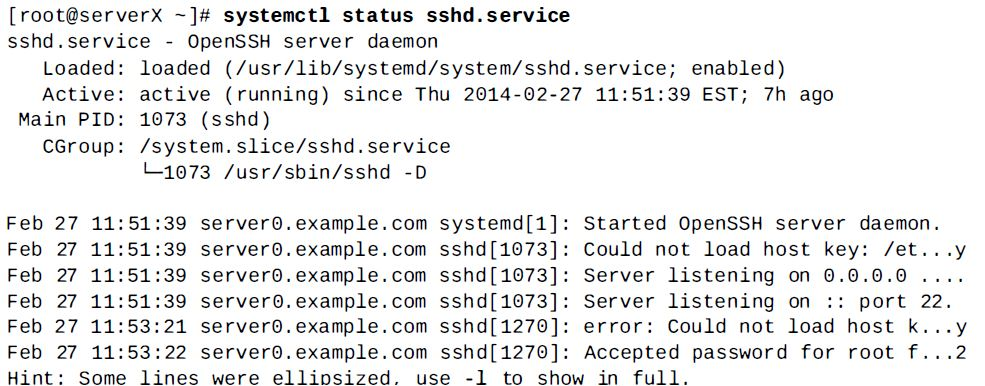 [root@serverX ~]# systemctl status sshd.service
sshd.service - OpenSSH server daemon
   Loaded: loaded (/usr/lib/systemd/system/sshd.service; enabled)
   Active: active (running) since Thu 2014-02-27 11:51:39 EST; 7h ago
 Main PID: 1073 (sshd)
   CGroup: /system.slice/sshd.service
           └─1073 /usr/sbin/sshd -D

Feb 27 11:51:39 server0.example.com systemd[1]: Started OpenSSH server daemon.
Feb 27 11:51:39 server0.example.com sshd[1073]: Could not load host key: /et...y
Feb 27 11:51:39 server0.example.com sshd[1073]: Server listening on 0.0.0.0 ....
Feb 27 11:51:39 server0.example.com sshd[1073]: Server listening on :: port 22.
Feb 27 11:53:21 server0.example.com sshd[1270]: error: Could not load host k...y
Feb 27 11:53:22 server0.example.com sshd[1270]: Accepted password for root f...2
Hint: Some lines were ellipsized, use -l to show in full.